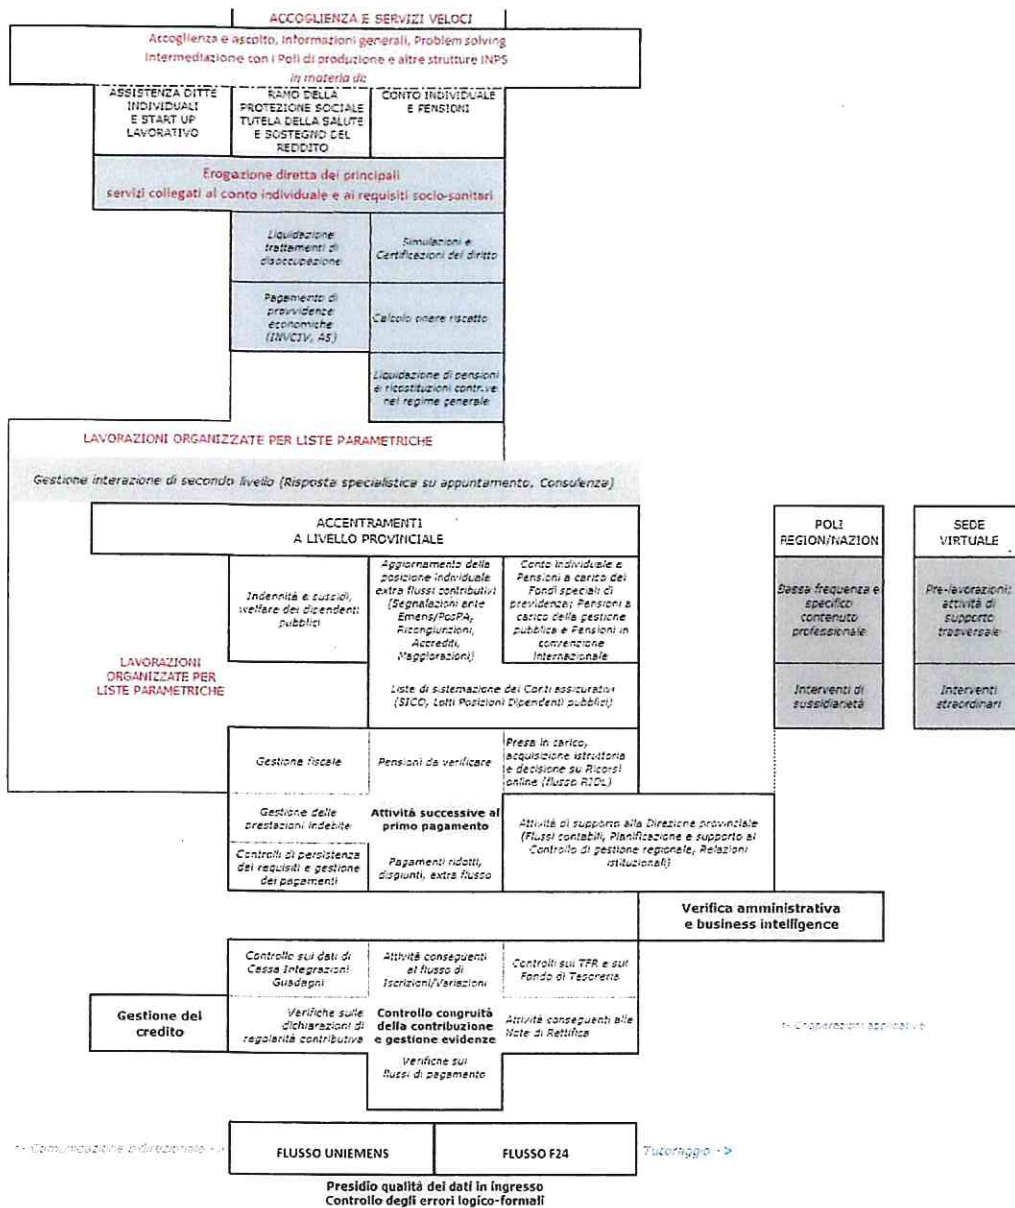 ACCOGLIENZA E SERVIZI VELOCI
Accoglienza e ascolto, Informazioni generali, Problem solving
Intermediazione con i Poli di produzione e altre strutture INPS
in materia di:
ASSISTENZA DITTE
INDIVIDUALI
E START UP
LAVORATIVO
RAMO DELLA
PROTEZIONE SOCIALE
TUTELA DELLA SALUTE
E SOSTEGNO DEL
REDDITO
CONTO INDIVIDUALE
E PENSIONI
Erogazione diretta dei principali
servizi collegati al conto individuale e ai requisiti socio-sanitari
Liquidazione
trattamenti di
disoccupazione
Simulazioni e
Certificazioni del diritto
Pagamento di
provvidenze
economiche
(INVCIV, AS)
Calcolo onere riscatto
Liquidazione di pensioni
e ricostituzioni contr.ve
nel regime generale
LAVORAZIONI ORGANIZZATE PER LISTE PARAMETRICHE
Gestione interazione di secondo livello (Risposta specialistica su appuntamento, Consulenza)
ACCENTRAMENTI
A LIVELLO PROVINCIALE
POLI
REGION/NAZION
SEDE
VIRTUALE
Indennità e sussidi,
welfare dei dipendenti
pubblici
Aggiornamento della
posizione individuale
extra flussi contributivi
(Segnalazioni ante
Emens/PosPA,
Ricongiunzioni,
Accrediti,
Maggiorazioni)
Conto Individuale e
Pensioni a carico dei
Fondi speciali di
previdenza; Pensioni a
carico della gestione
pubblica e Pensioni in
convenzione
Internazionale
Bassa frequenza e
specifico
contenuto
professionale
Pre-lavorazioni;
attività di
supporto
trasversale
LAVORAZIONI
ORGANIZZATE PER
LISTE PARAMETRICHE
Liste di sistemazione dei Conti assicurativi
(SICO, Lotti Posizioni Dipendenti pubblici)
Interventi di
sussidiarietà
Interventi
straordinari
Gestione fiscale
Pensioni da verificare
Presa in carico,
acquisizione istruttoria
e decisione su Ricorsi
online (flusso RIOL)
Gestione delle
prestazioni indebite
Attività successive al
primo pagamento
Attività di supporto alla Direzione provinciale
(Flussi contabili, Pianificazione e supporto al
Controllo di gestione regionale, Relazioni
istituzionali)
Controlli di persistenza
dei requisiti e gestione
dei pagamenti
Pagamenti ridotti,
disgiunti, extra flusso
Verifica amministrativa
e business intelligence
Controllo sui dati di
Cassa Integrazioni
Guadagni
Attività conseguenti
al flusso di
Iscrizioni/Variazioni
Controlli sul TFR e sul
Fondo di Tesoreria
Gestione del
credito
Verifiche sulle
dichiarazioni di
regolarità contributiva
Controllo congruità
della contribuzione
e gestione evidenze
Attività conseguenti alle
Note di Rettifica
<- Cooperazioni applicative
Verifiche sui
flussi di pagamento
<- Comunicazione bidirezionale ->
FLUSSO UNIEMENS
FLUSSO F24
Tutoraggio ->
Presidio qualità dei dati in ingresso
Controllo degli errori logico-formali